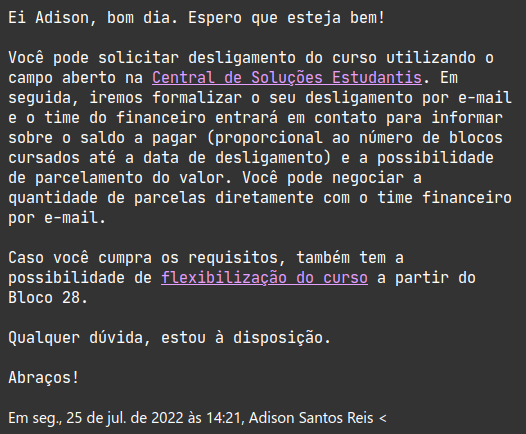 Ei Adison, bom dia. Espero que esteja bem!
Você pode solicitar desligamento do curso utilizando o
campo aberto na Central de Soluções Estudantis. Em
seguida, iremos formalizar o seu desligamento por e-mail
e o time do financeiro entrará em contato para informar
sobre o saldo a pagar (proporcional ao número de blocos
cursados até a data de desligamento) e a possibilidade
de parcelamento do valor. Você pode negociar a
quantidade de parcelas diretamente com o time financeiro
por e-mail.
Caso você cumpra os requisitos, também tem a
possibilidade de flexibilização do curso a partir do
Bloco 28.
Qualquer dúvida, estou à disposição.
Abraços!
Em seg., 25 de jul. de 2022 às 14:21, Adison Santos Reis <